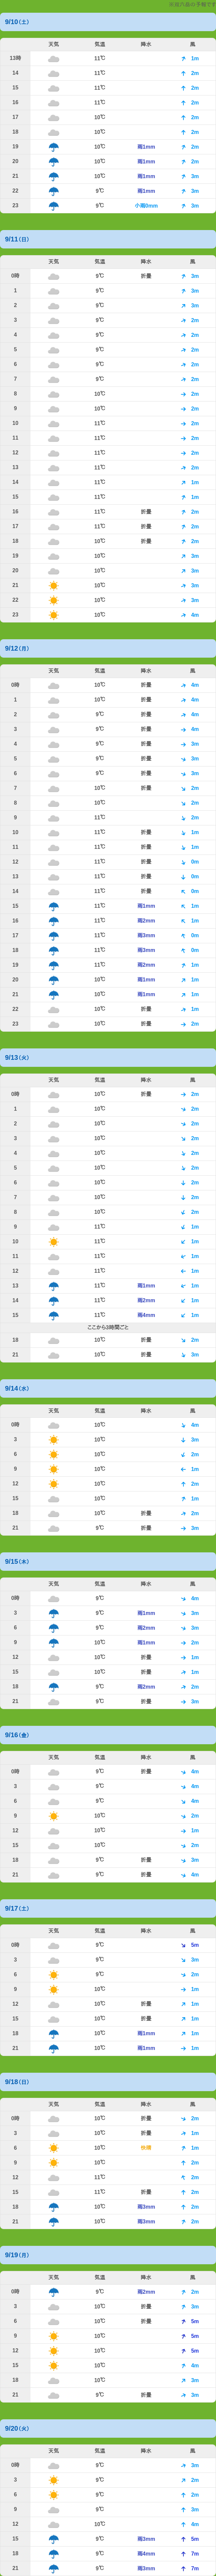 9/10(土)
天気 気温 降水 風
13時 11℃ 1m
14 11℃ 2m
15 11℃ 2m
16 11℃ 2m
17 10℃ 2m
18 10℃ 2m
19 10℃ 雨1mm 2m
20 10℃ 雨1mm 2m
21 10℃ 雨1mm 3m
22 9℃ 雨1mm 3m
23 9℃ 小雨0mm 3m
9/11(日)
天気 気温 降水 風
0時 9℃ 折畳 3m
1 9℃ 3m
2 9℃ 3m
3 9℃ 2m
4 9℃ 2m
5 9℃ 2m
6 9℃ 2m
7 9℃ 2m
8 10℃ 2m
9 10℃ 2m
10 11℃ 2m
11 11℃ 2m
12 11℃ 2m
13 11℃ 2m
14 11℃ 1m
15 11℃ 1m
16 11℃ 折畳 2m
17 11℃ 折畳 2m
18 10℃ 折畳 2m
19 10℃ 3m
20 10℃ 3m
21 10℃ 3m
22 10℃ 3m
23 10℃ 4m
9/12(月)
天気 気温 降水 風
0時 10℃ 折畳 4m
1 10℃ 折畳 4m
2 9℃ 折畳 4m
3 9℃ 折畳 4m
4 9℃ 折畳 3m
5 9℃ 折畳 3m
6 9℃ 折畳 3m
7 10℃ 折畳 2m
8 10℃ 2m
9 11℃ 2m
10 11℃ 折畳 1m
11 11℃ 折畳 1m
12 11℃ 折畳 0m
13 11℃ 折畳 0m
14 11℃ 折畳 0m
15 11℃ 雨1mm 1m
16 11℃ 雨2mm 1m
17 11℃ 雨3mm 0m
18 11℃ 雨3mm 0m
19 11℃ 雨2mm 1m
20 10℃ 雨1mm 1m
21 10℃ 雨1mm 1m
22 10℃ 折畳 1m
23 10℃ 折畳 2m
9/13(火)
天気 気温 降水 風
0時 10℃ 折畳 2m
1 10℃ 2m
2 10℃ 2m
3 10℃ 2m
4 10℃ 2m
5 10℃ 2m
6 10℃ 2m
7 10℃ 2m
8 10℃ 2m
9 11℃ 1m
10 11℃ 1m
11 11℃ 1m
12 11℃ 1m
13 11℃ 雨1mm 1m
14 11℃ 雨2mm 1m
15 11℃ 雨4mm 1m
ここから3時間ごと
18 10℃ 折畳 2m
21 10℃ 折畳 3m
9/14(水)
天気 気温 降水 風
0時 10℃ 4m
3 10℃ 3m
6 10℃ 2m
9 10℃ 1m
12 10℃ 2m
15 10℃ 1m
18 10℃ 折畳 2m
21 9℃ 折畳 3m
9/15(木)
天気 気温 降水 風
0時 9℃ 4m
3 9℃ 雨1mm 3m
6 9℃ 雨2mm 3m
9 10℃ 雨1mm 2m
12 10℃ 折畳 1m
15 10℃ 折畳 1m
18 10℃ 雨2mm 2m
21 9℃ 折畳 3m
9/16(金)
天気 気温 降水 風
0時 9℃ 折畳 4m
3 9℃ 4m
6 9℃ 4m
9 10℃ 2m
12 10℃ 1m
15 10℃ 2m
18 9℃ 折畳 3m
21 9℃ 折畳 4m
9/17(土)
天気 気温 降水 風
0時 9℃ 5m
3 9℃ 3m
6 9℃ 2m
9 10℃ 1m
12 10℃ 折畳 1m
15 10℃ 折畳 1m
18 10℃ 雨1mm 1m
21 10℃ 雨1mm 1m
9/18(日)
天気 気温 降水 風
0時 10℃ 折畳 2m
3 10℃ 折畳 1m
6 10℃ 快晴 1m
9 10℃ 2m
12 11℃ 2m
15 11℃ 折畳 2m
18 10℃ 雨3mm 2m
21 10℃ 雨3mm 2m
9/19(月)
天気 気温 降水 風
0時 9℃ 雨2mm 2m
3 10℃ 折畳 3m
6 10℃ 折畳 5m
9 10℃ 5m
12 10℃ 5m
15 10℃ 4m
18 10℃ 3m
21 9℃ 折畳 3m
9/20(火)
天気 気温 降水 風
0時 9℃ 3m
3 9℃ 2m
6 9℃ 2m
9 9℃ 3m
12 10℃ 4m
15 9℃ 雨3mm 5m
18 9℃ 雨4mm 7m
21 9℃ 雨3mm 7m